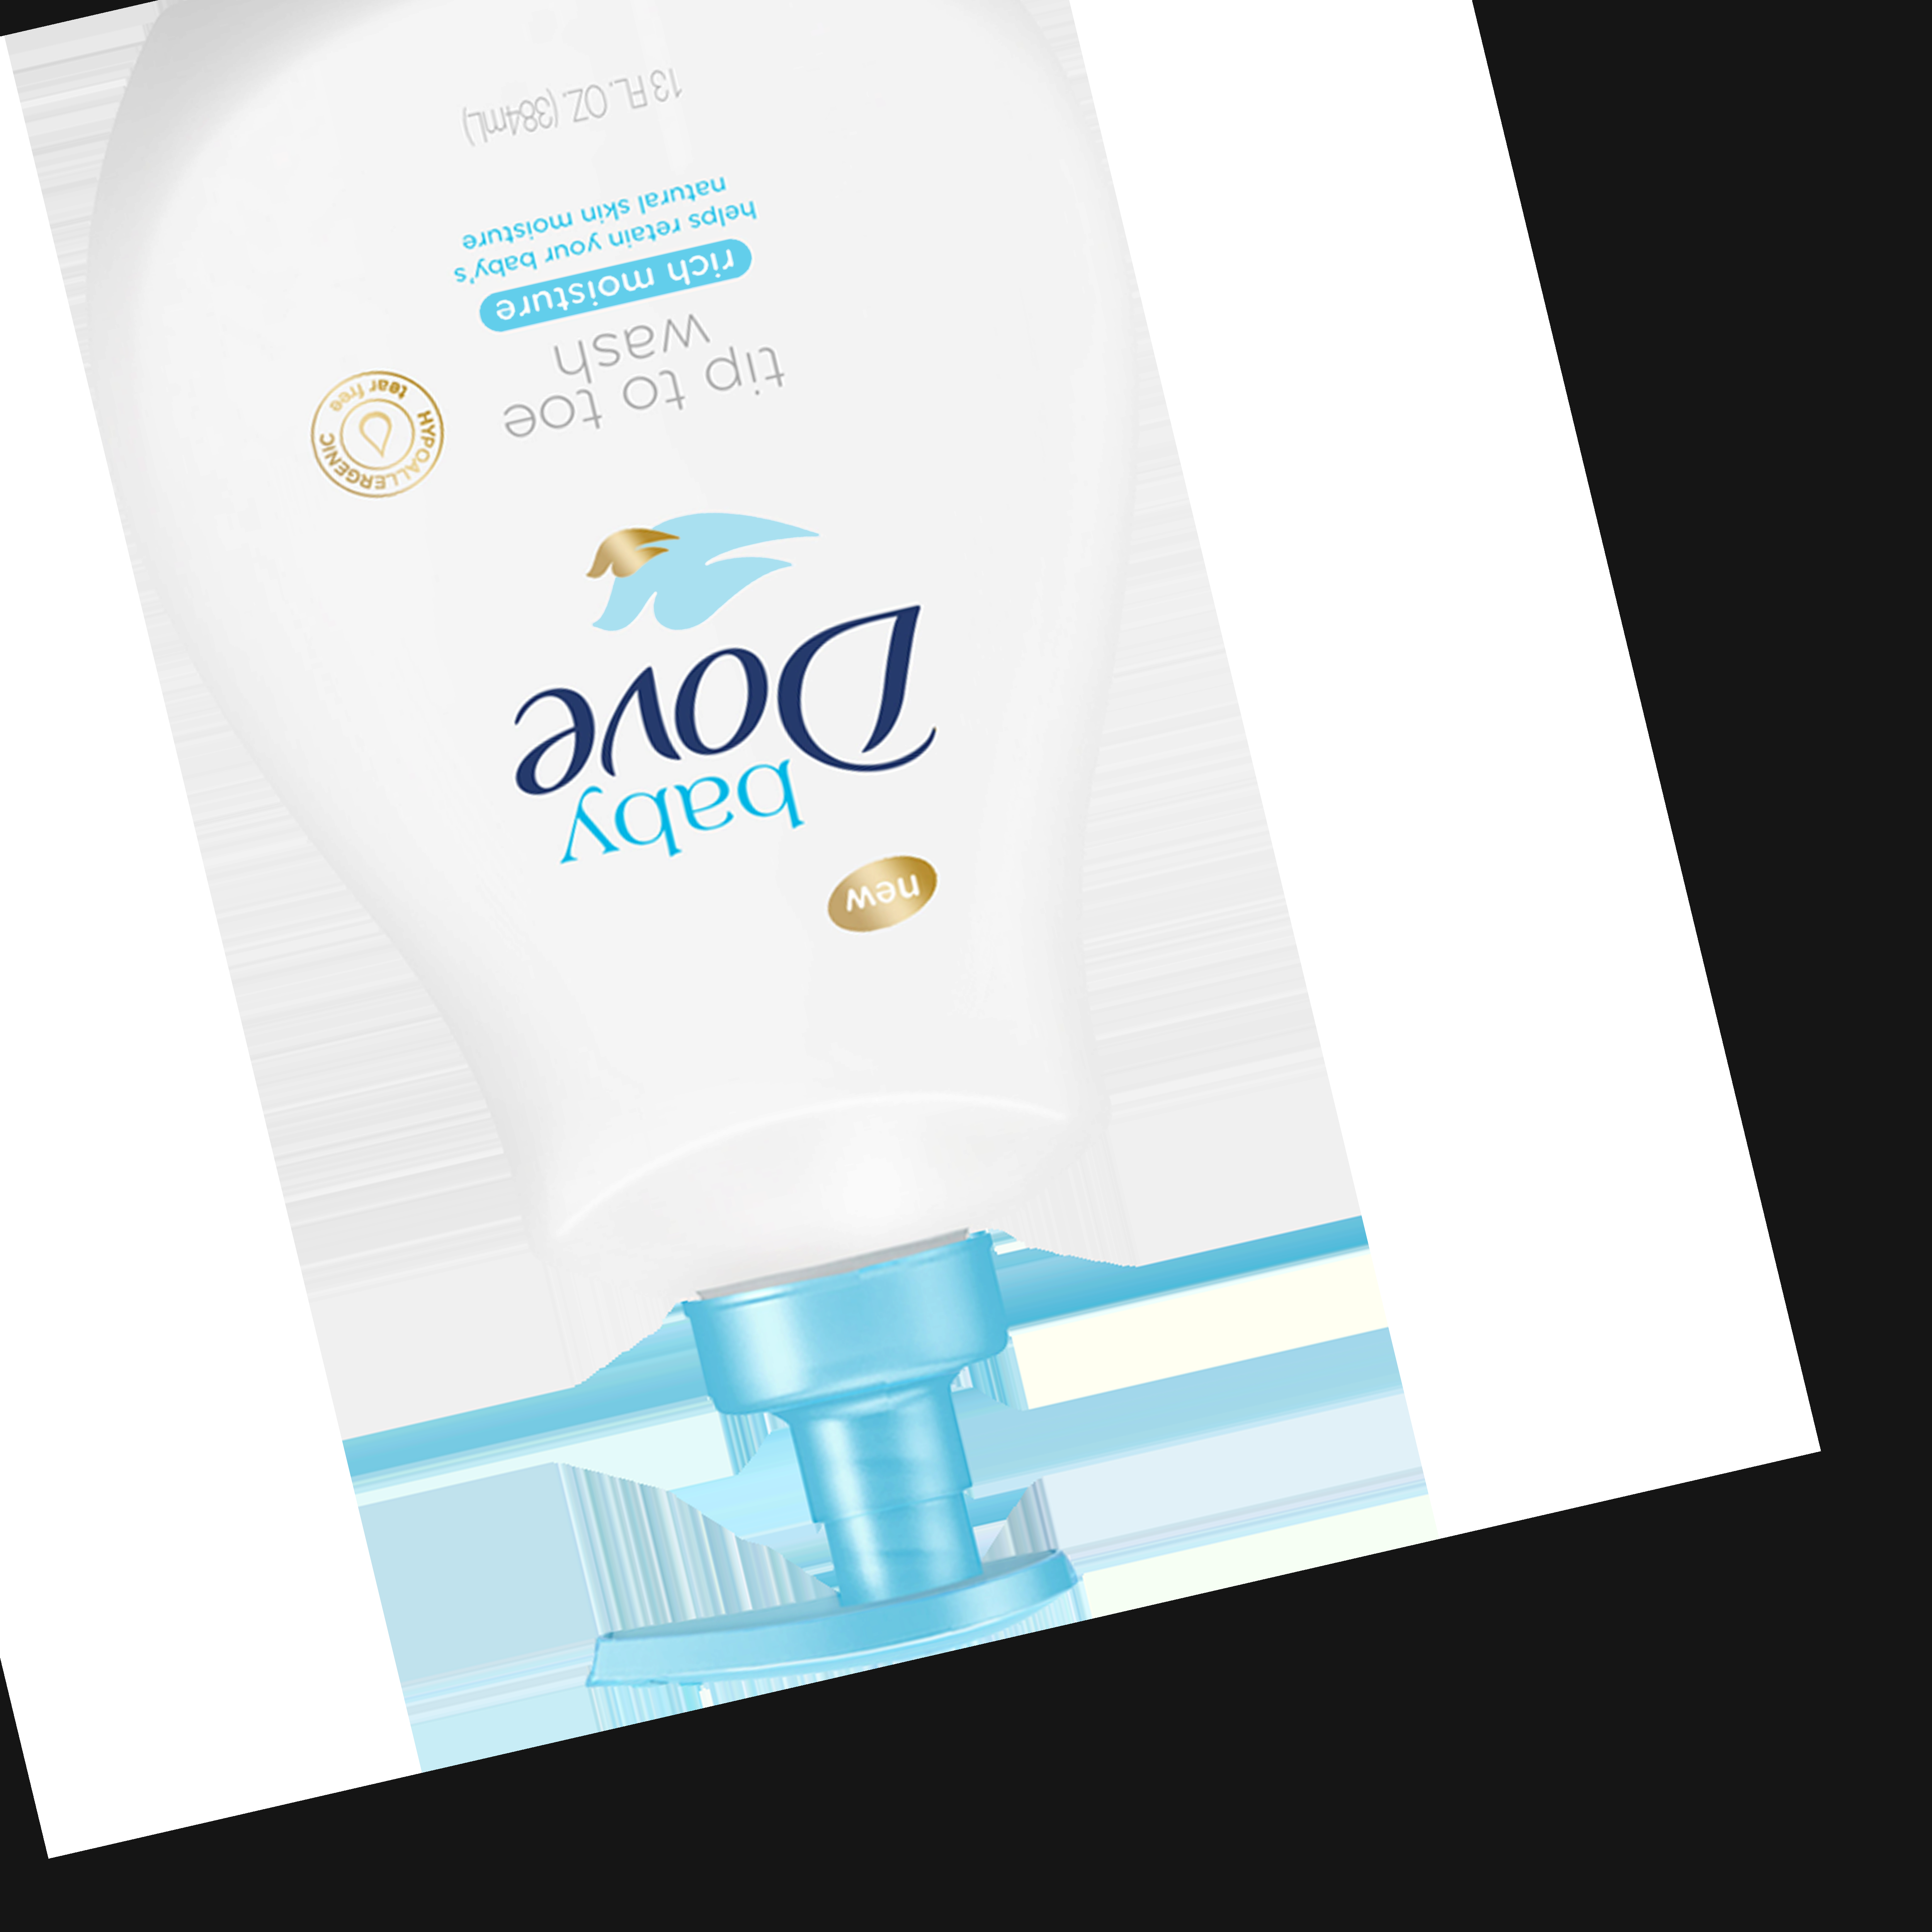 new
baby
Dove
tip to toe
wash
HYPOALLERGENIC
tear free
rich moisture
helps retain your baby's
natural skin moisture
13 FL. OZ (384mL)